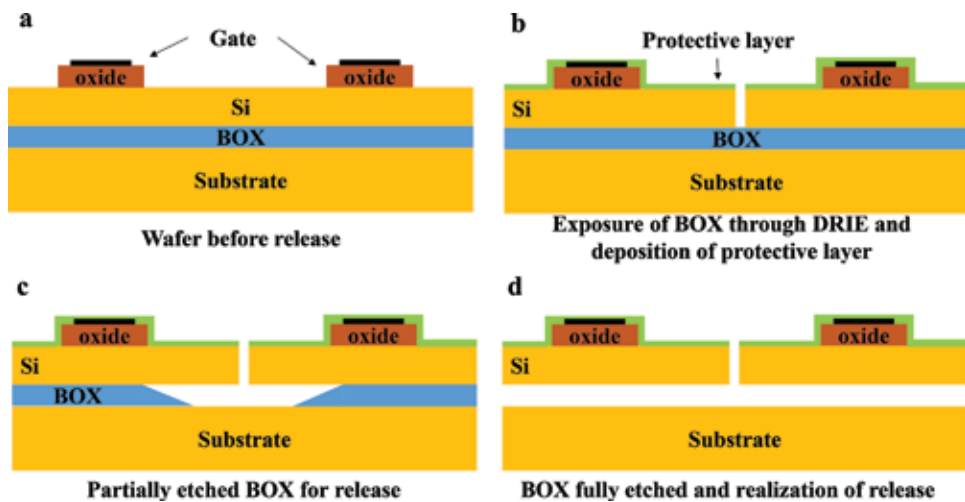 a
Gate
oxide oxide
Si
BOX
Substrate
Wafer before release
b
Protective layer
oxide oxide
Si
BOX
Substrate
Exposure of BOX through DRIE and
deposition of protective layer
c
oxide oxide
Si
BOX
Substrate
Partially etched BOX for release
d
oxide oxide
Si
Substrate
BOX fully etched and realization of release